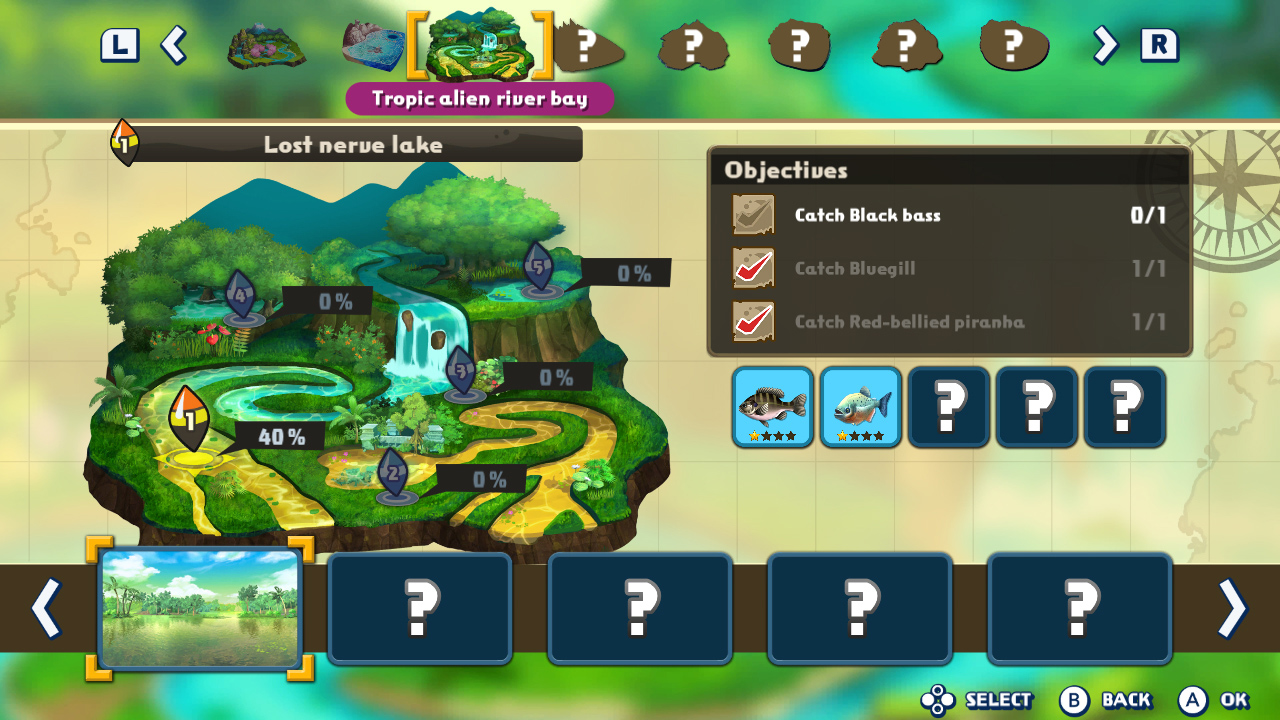 L
R
? ? ? ? ?
Tropic alien river bay
1 Lost nerve lake
Objectives
Catch Black bass 0/1
Catch Bluegill 1/1
Catch Red-bellied piranha 1/1
5 0 %
4 0 %
3 0 %
1 40 %
2 0 %
? ? ?
? ? ? ?
SELECT B BACK A OK